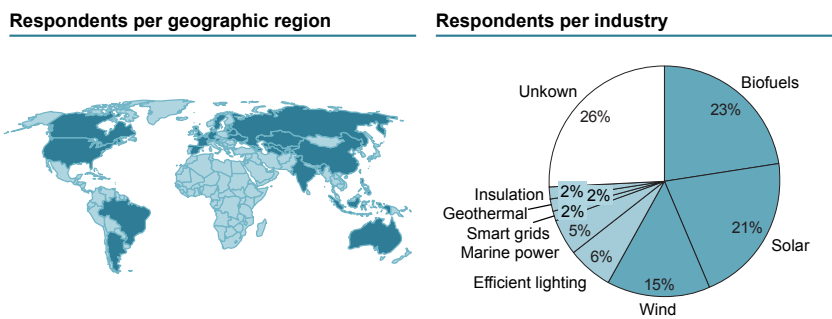 Respondents per geographic region
Respondents per industry
Unkown
26%
Biofuels
23%
Insulation
2%
2%
Geothermal
2%
Smart grids
5%
Marine power
6%
Efficient lighting
15%
Wind
21%
Solar